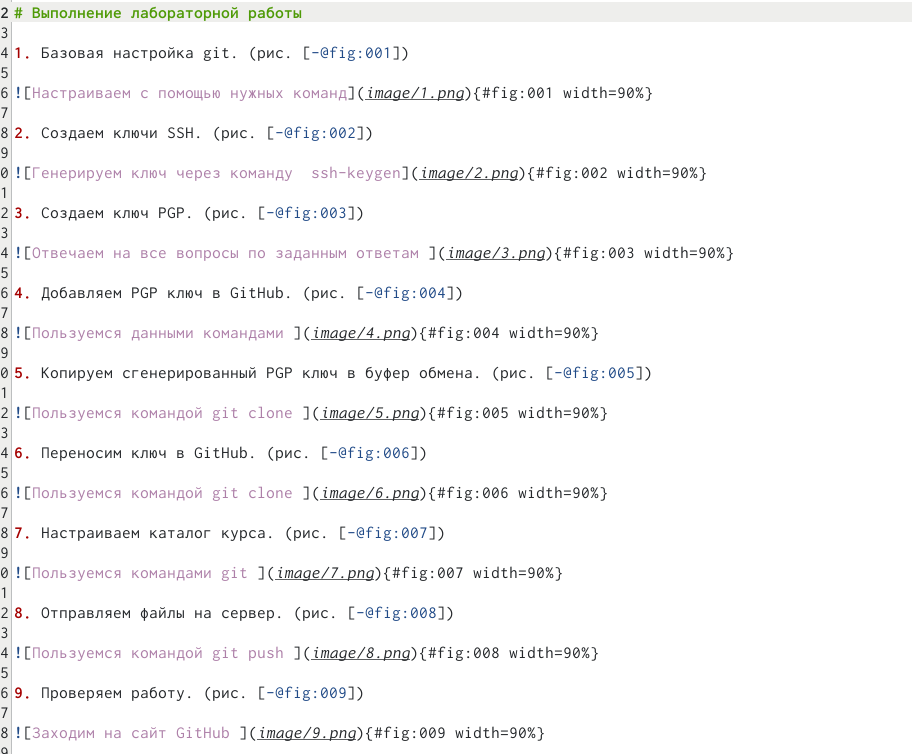 2 # Выполнение лабораторной работы
3
4 1. Базовая настройка git. (рис. [-@fig:001])
5
6 ![Настраиваем с помощью нужных команд](image/1.png){#fig:001 width=90%}
7
8 2. Создаем ключи SSH. (рис. [-@fig:002])
9
0 ![Генерируем ключ через команду  ssh-keygen](image/2.png){#fig:002 width=90%}
1
2 3. Создаем ключ PGP. (рис. [-@fig:003])
3
4 ![Отвечаем на все вопросы по заданным ответам ](image/3.png){#fig:003 width=90%}
5
6 4. Добавляем PGP ключ в GitHub. (рис. [-@fig:004])
7
8 ![Пользуемся данными командами ](image/4.png){#fig:004 width=90%}
9
0 5. Копируем сгенерированный PGP ключ в буфер обмена. (рис. [-@fig:005])
1
2 ![Пользуемся командой git clone ](image/5.png){#fig:005 width=90%}
3
4 6. Переносим ключ в GitHub. (рис. [-@fig:006])
5
6 ![Пользуемся командой git clone ](image/6.png){#fig:006 width=90%}
7
8 7. Настраиваем каталог курса. (рис. [-@fig:007])
9
0 ![Пользуемся командами git ](image/7.png){#fig:007 width=90%}
1
2 8. Отправляем файлы на сервер. (рис. [-@fig:008])
3
4 ![Пользуемся командой git push ](image/8.png){#fig:008 width=90%}
5
6 9. Проверяем работу. (рис. [-@fig:009])
7
8 ![Заходим на сайт GitHub ](image/9.png){#fig:009 width=90%}
9